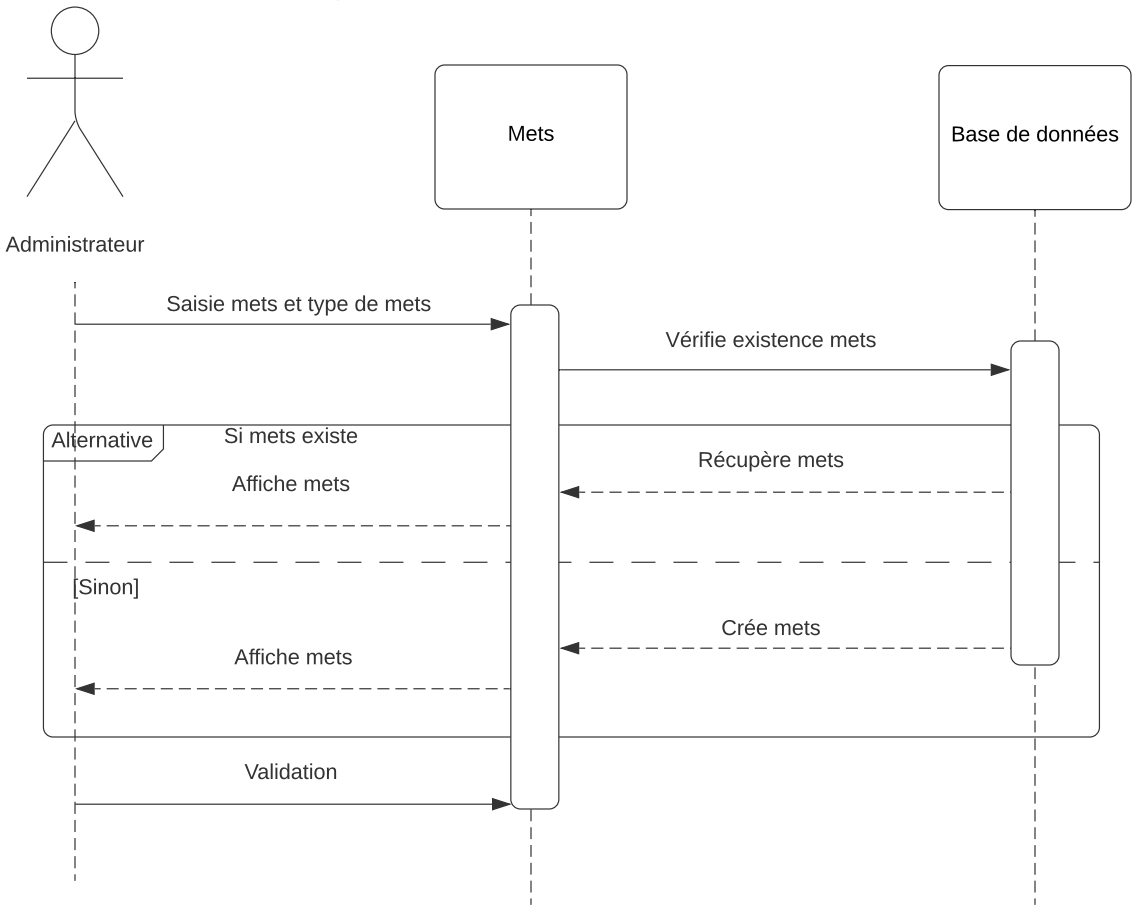 Mets
Base de données
Administrateur
Saisie mets et type de mets
Vérifie existence mets
Alternative
Si mets existe
Récupère mets
Affiche mets
[Sinon]
Crée mets
Affiche mets
Validation